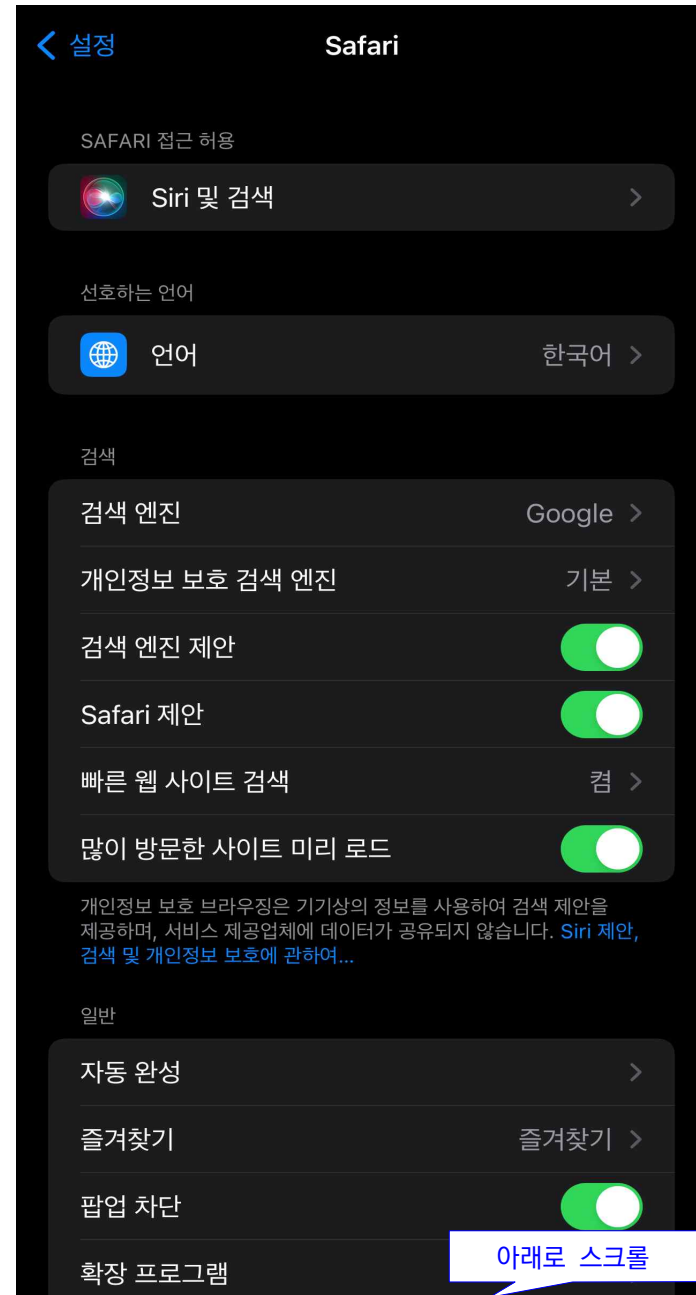 설정
Safari
SAFARI 접근 허용
Siri 및 검색
선호하는 언어
언어 한국어
검색
검색 엔진 Google
개인정보 보호 검색 엔진 기본
검색 엔진 제안
Safari 제안
빠른 웹 사이트 검색 켬
많이 방문한 사이트 미리 로드
개인정보 보호 브라우징은 기기상의 정보를 사용하여 검색 제안을
제공하며, 서비스 제공업체에 데이터가 공유되지 않습니다. Siri 제안,
검색 및 개인정보 보호에 관하여...
일반
자동 완성
즐겨찾기 즐겨찾기
팝업 차단
확장 프로그램
아래로 스크롤